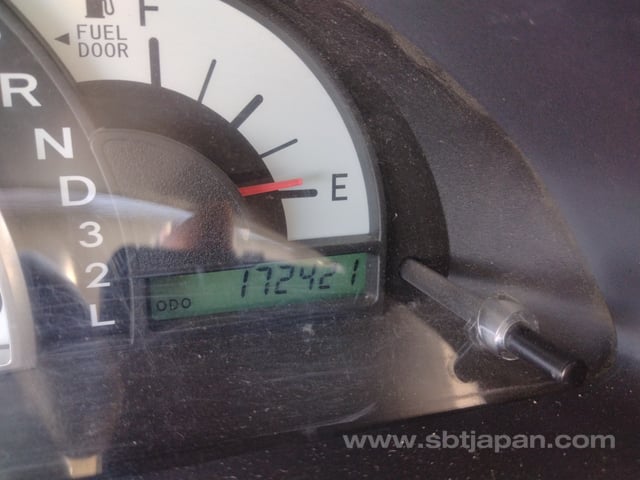 F
FUEL
DOOR
R
N
D
3
2
L
E
ODO 172421
www.sbtjapan.com